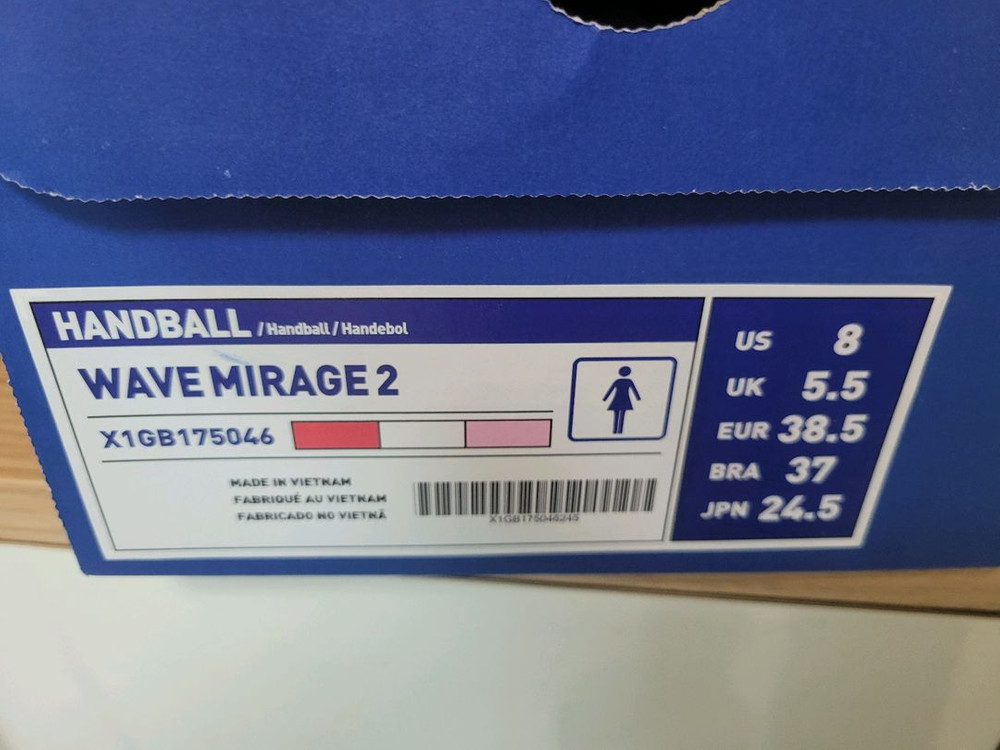 HANDBALL / Handball / Handebol
WAVE MIRAGE 2
X1GB175046
MADE IN VIETNAM
FABRIQUÉ AU VIETNAM
FABRICADO NO VIETNÃ
X1GB175046245
US 8
UK 5.5
EUR 38.5
BRA 37
JPN 24.5